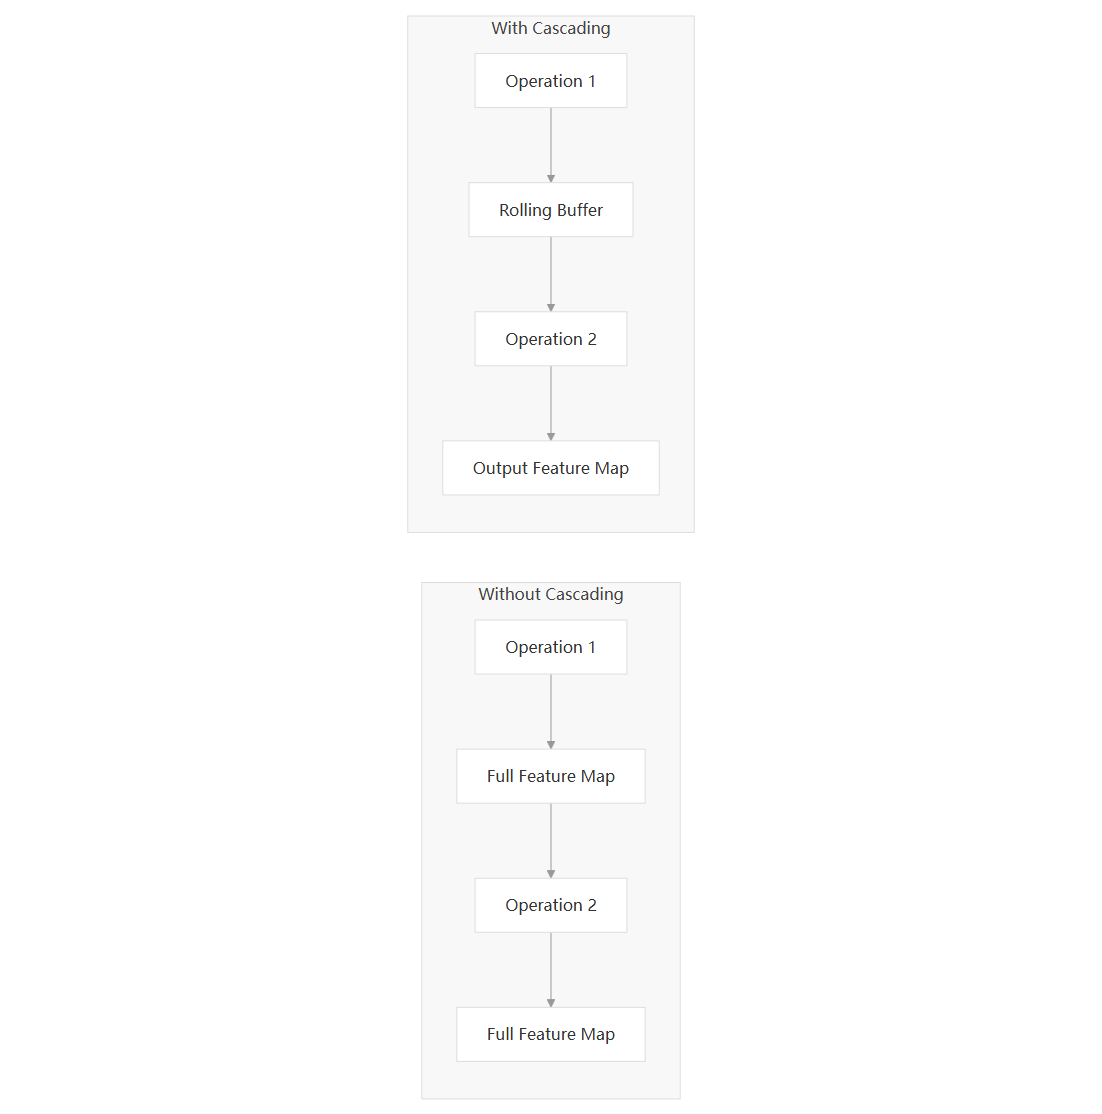 With Cascading
Operation 1
Rolling Buffer
Operation 2
Output Feature Map
Without Cascading
Operation 1
Full Feature Map
Operation 2
Full Feature Map